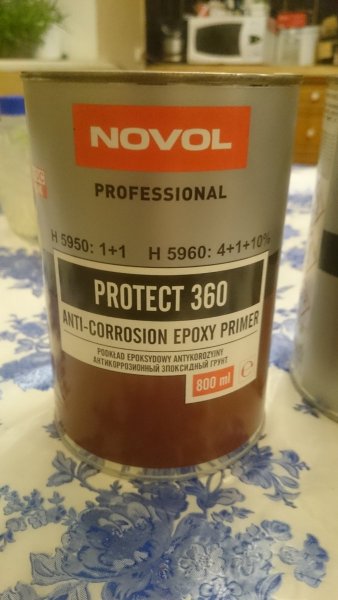 NOVOL
PROFESSIONAL
H 5950: 1+1 H 5960: 4+1+10%
PROTECT 360
ANTI-CORROSION EPOXY PRIMER
PODKŁAD EPOKSYDOWY ANTYKOROZYJNY
АНТИКОРРОЗИОННЫЙ ЭПОКСИДНЫЙ ГРУНТ
800 ml ℮